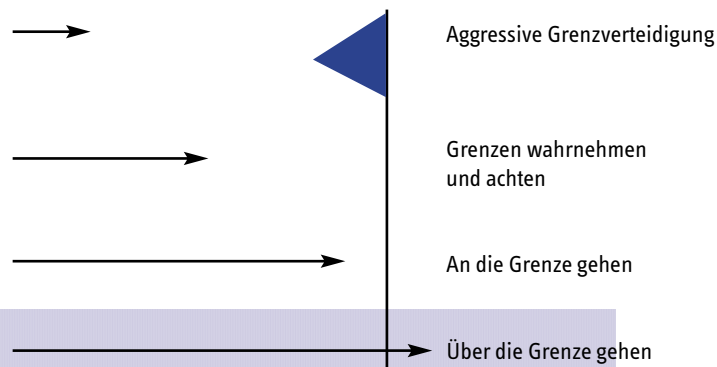 Aggressive Grenzverteidigung
Grenzen wahrnehmen
und achten
An die Grenze gehen
Über die Grenze gehen